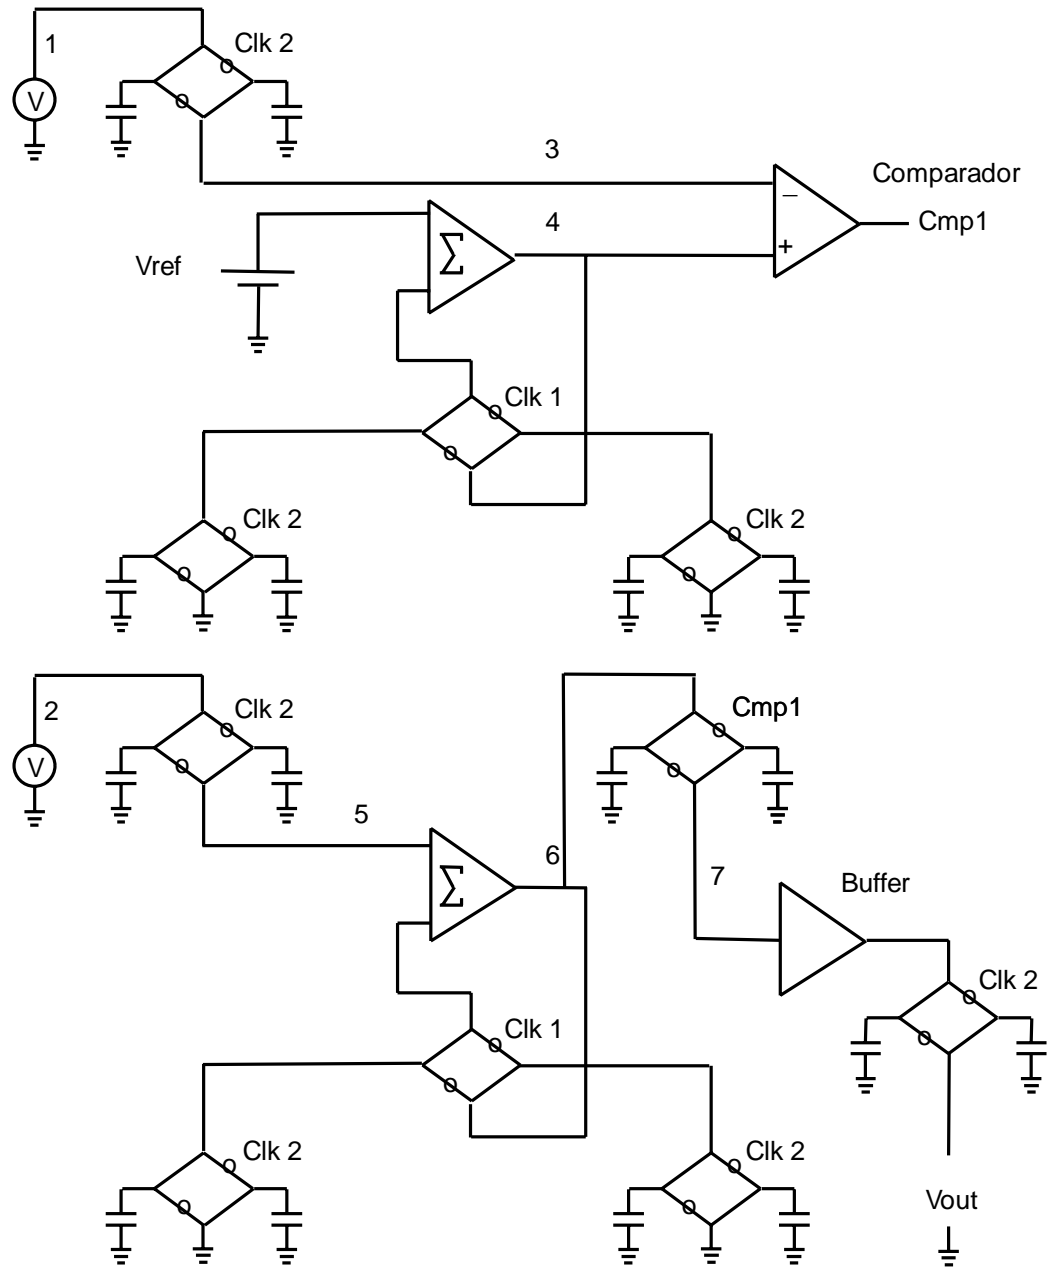 1
Clk 2
V
3
Comparador
−
Cmp1
4
Σ
+
Vref
Clk 1
Clk 2
Clk 2
2
Clk 2
Cmp1
V
5
6
Σ
7
Buffer
Clk 2
Clk 1
Clk 2
Clk 2
Vout